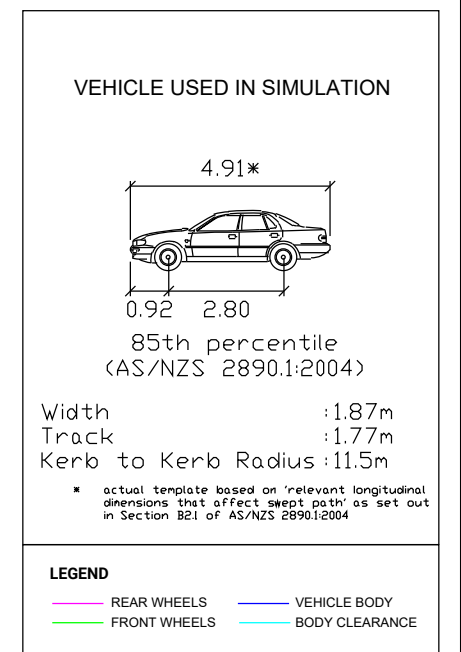 VEHICLE USED IN SIMULATION
4.91*
0.92 2.80
85th percentile
(AS/NZS 2890.1:2004)
Width :1.87m
Track :1.77m
Kerb to Kerb Radius :11.5m
* actual template based on 'relevant longitudinal
dimensions that affect swept path' as set out
in Section B2.1 of AS/NZS 2890.1:2004
LEGEND
REAR WHEELS VEHICLE BODY
FRONT WHEELS BODY CLEARANCE